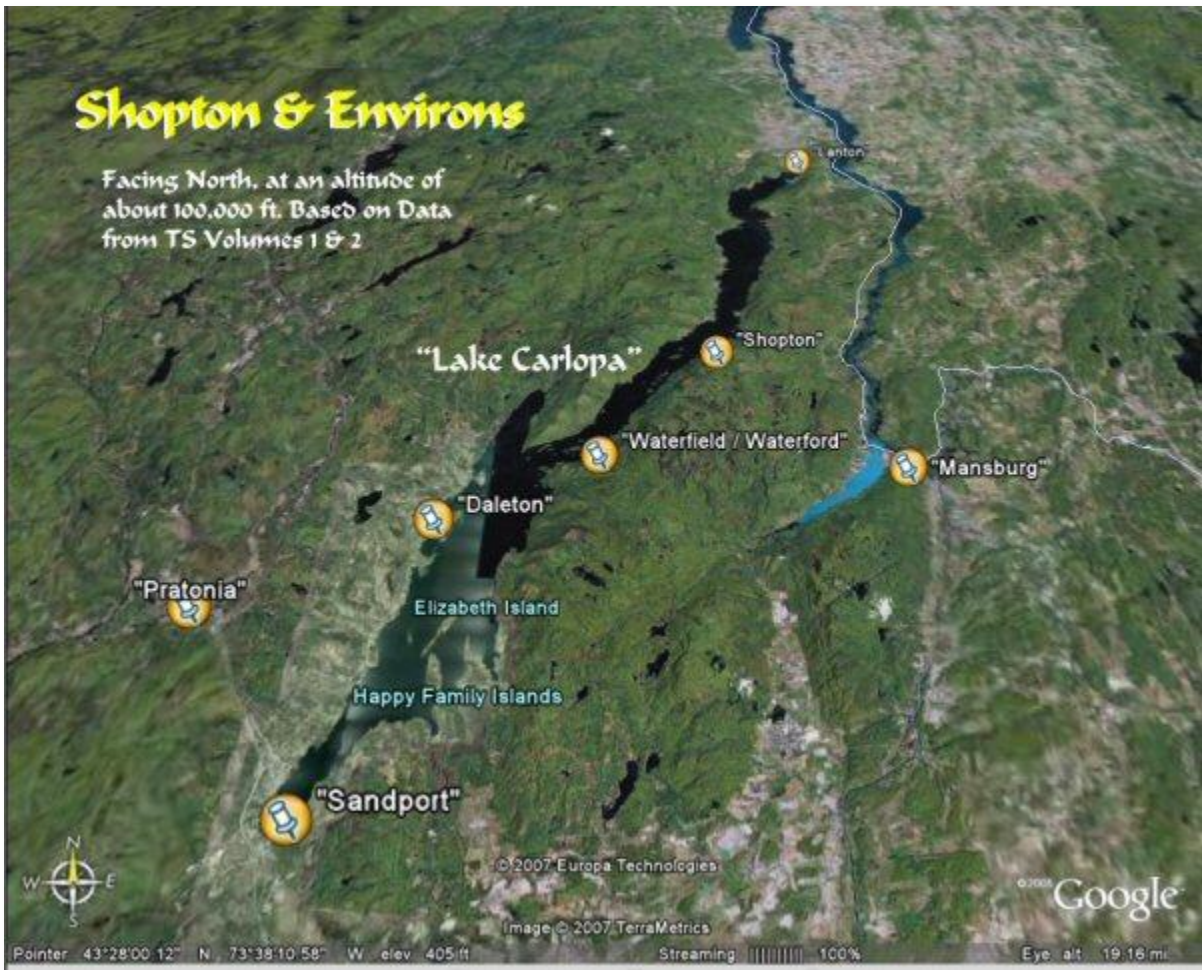 Shopton & Environs
Facing North, at an altitude of
about 100,000 ft. Based on Data
from TS Volumes 1 & 2
"Lanton"
"Shopton"
"Lake Carlopa"
"Waterfield / Waterford"
"Mansburg"
"Daleton"
"Pratonia"
Elizabeth Island
Happy Family Islands
"Sandport"
N
W E
S
© 2007 Europa Technologies
Google
Image © 2007 TerraMetrics
Pointer 43°28'00.12" N 73°38'10.58" W elev 405 ft Streaming 100% Eye alt 19.16 mi